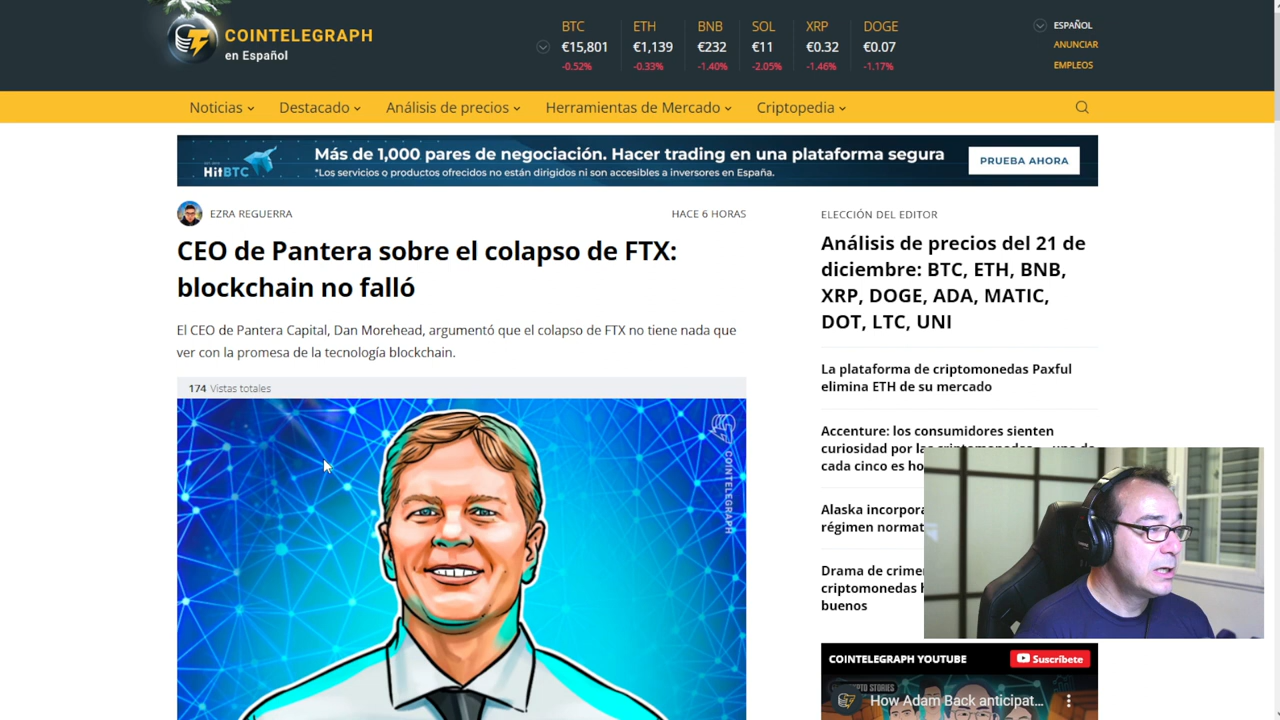 COINTELEGRAPH
en Español
BTC ETH BNB SOL XRP DOGE
€15,801 €1,139 €232 €11 €0.32 €0.07
-0.52% -0.33% -1.40% -2.05% -1.46% -1.17%
ESPAÑOL
ANUNCIAR
EMPLEOS
Noticias Destacado Análisis de precios Herramientas de Mercado Criptopedia
HitBTC
Más de 1,000 pares de negociación. Hacer trading en una plataforma segura
*Los servicios o productos ofrecidos no están dirigidos ni son accesibles a inversores en España.
PRUEBA AHORA
EZRA REGUERRA
HACE 6 HORAS
CEO de Pantera sobre el colapso de FTX:
blockchain no falló
El CEO de Pantera Capital, Dan Morehead, argumentó que el colapso de FTX no tiene nada que
ver con la promesa de la tecnología blockchain.
174 Vistas totales
COINTELEGRAPH
ELECCIÓN DEL EDITOR
Análisis de precios del 21 de
diciembre: BTC, ETH, BNB,
XRP, DOGE, ADA, MATIC,
DOT, LTC, UNI
La plataforma de criptomonedas Paxful
elimina ETH de su mercado
Accenture: los consumidores sienten
curiosidad por las criptomonedas
cada cinco es
Alaska incorpora
régimen
Drama de
criptomonedas
buenos
COINTELEGRAPH YOUTUBE
Suscríbete
How Adam Back anticipat...